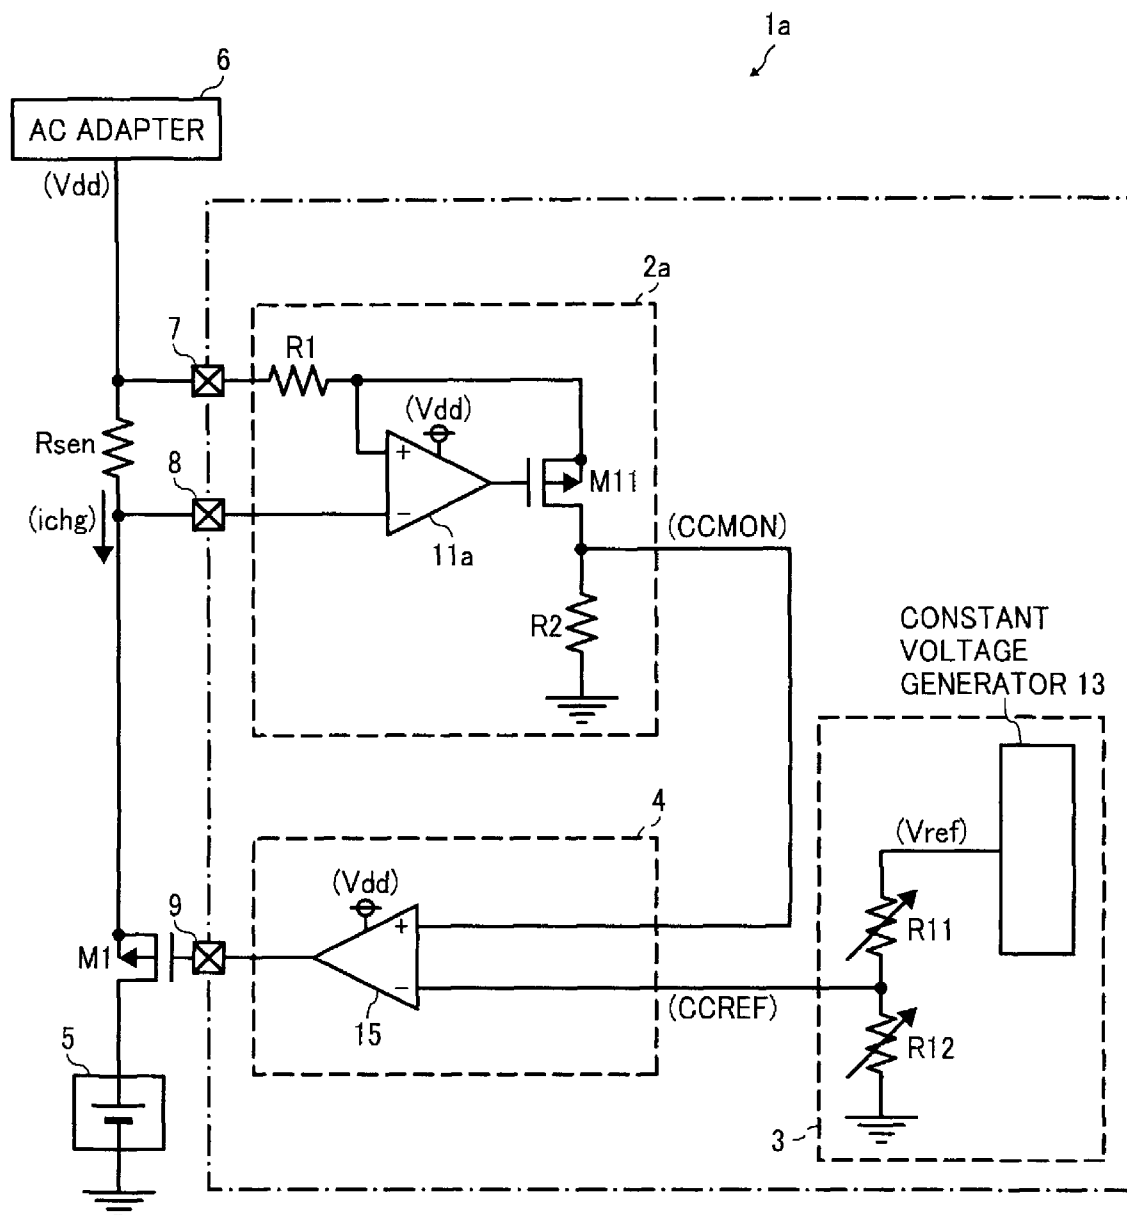 1a
6
AC ADAPTER
(Vdd)
2a
7
R1
(Vdd)
+
Rsen
8
M11
(ichg)
−
(CCMON)
11a
R2
CONSTANT
VOLTAGE
GENERATOR 13
4
(Vref)
(Vdd)
9
+
R11
M1
−
(CCREF)
15
R12
5
3